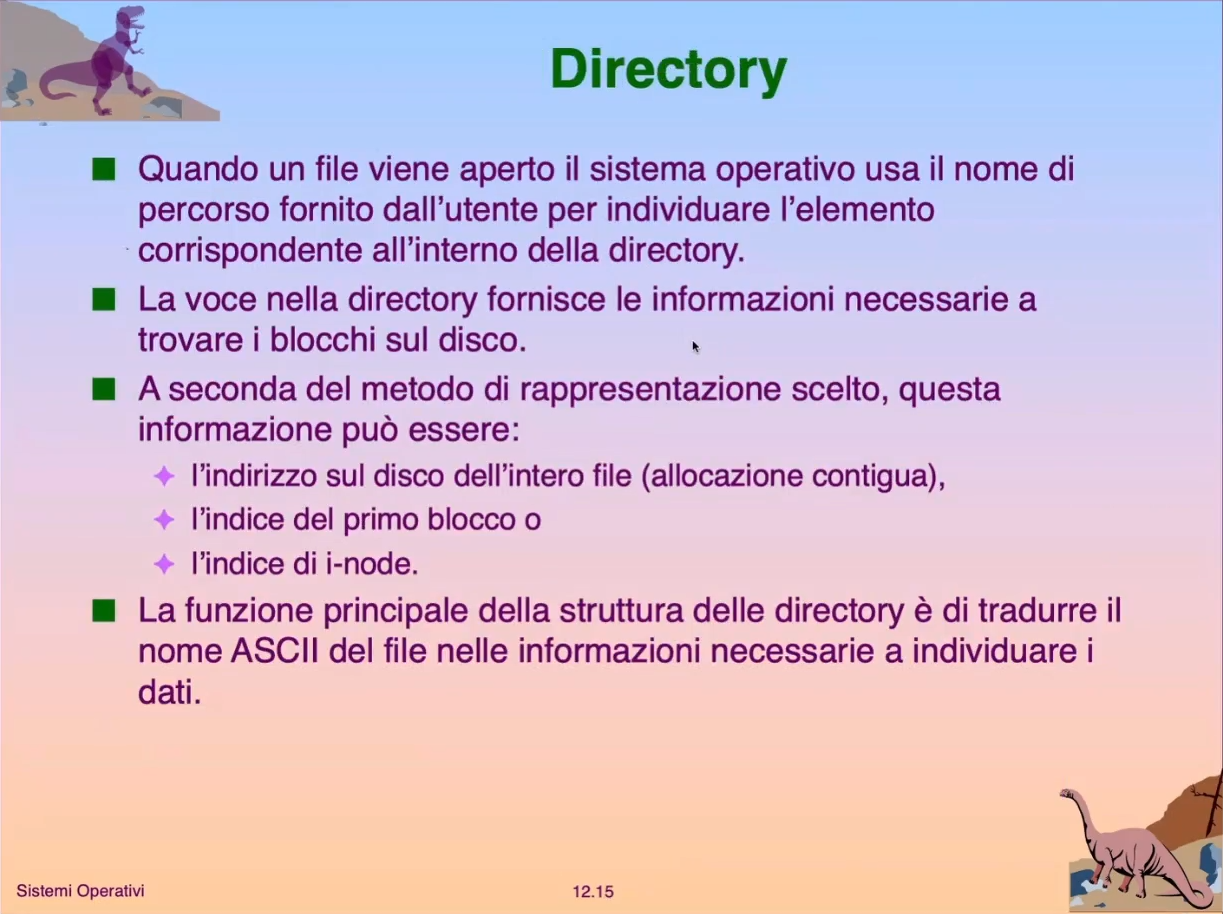 Directory
Quando un file viene aperto il sistema operativo usa il nome di
percorso fornito dall’utente per individuare l’elemento
corrispondente all’interno della directory.
La voce nella directory fornisce le informazioni necessarie a
trovare i blocchi sul disco.
A seconda del metodo di rappresentazione scelto, questa
informazione può essere:
l’indirizzo sul disco dell’intero file (allocazione contigua),
l’indice del primo blocco o
l’indice di i-node.
La funzione principale della struttura delle directory è di tradurre il
nome ASCII del file nelle informazioni necessarie a individuare i
dati.
Sistemi Operativi
12.15